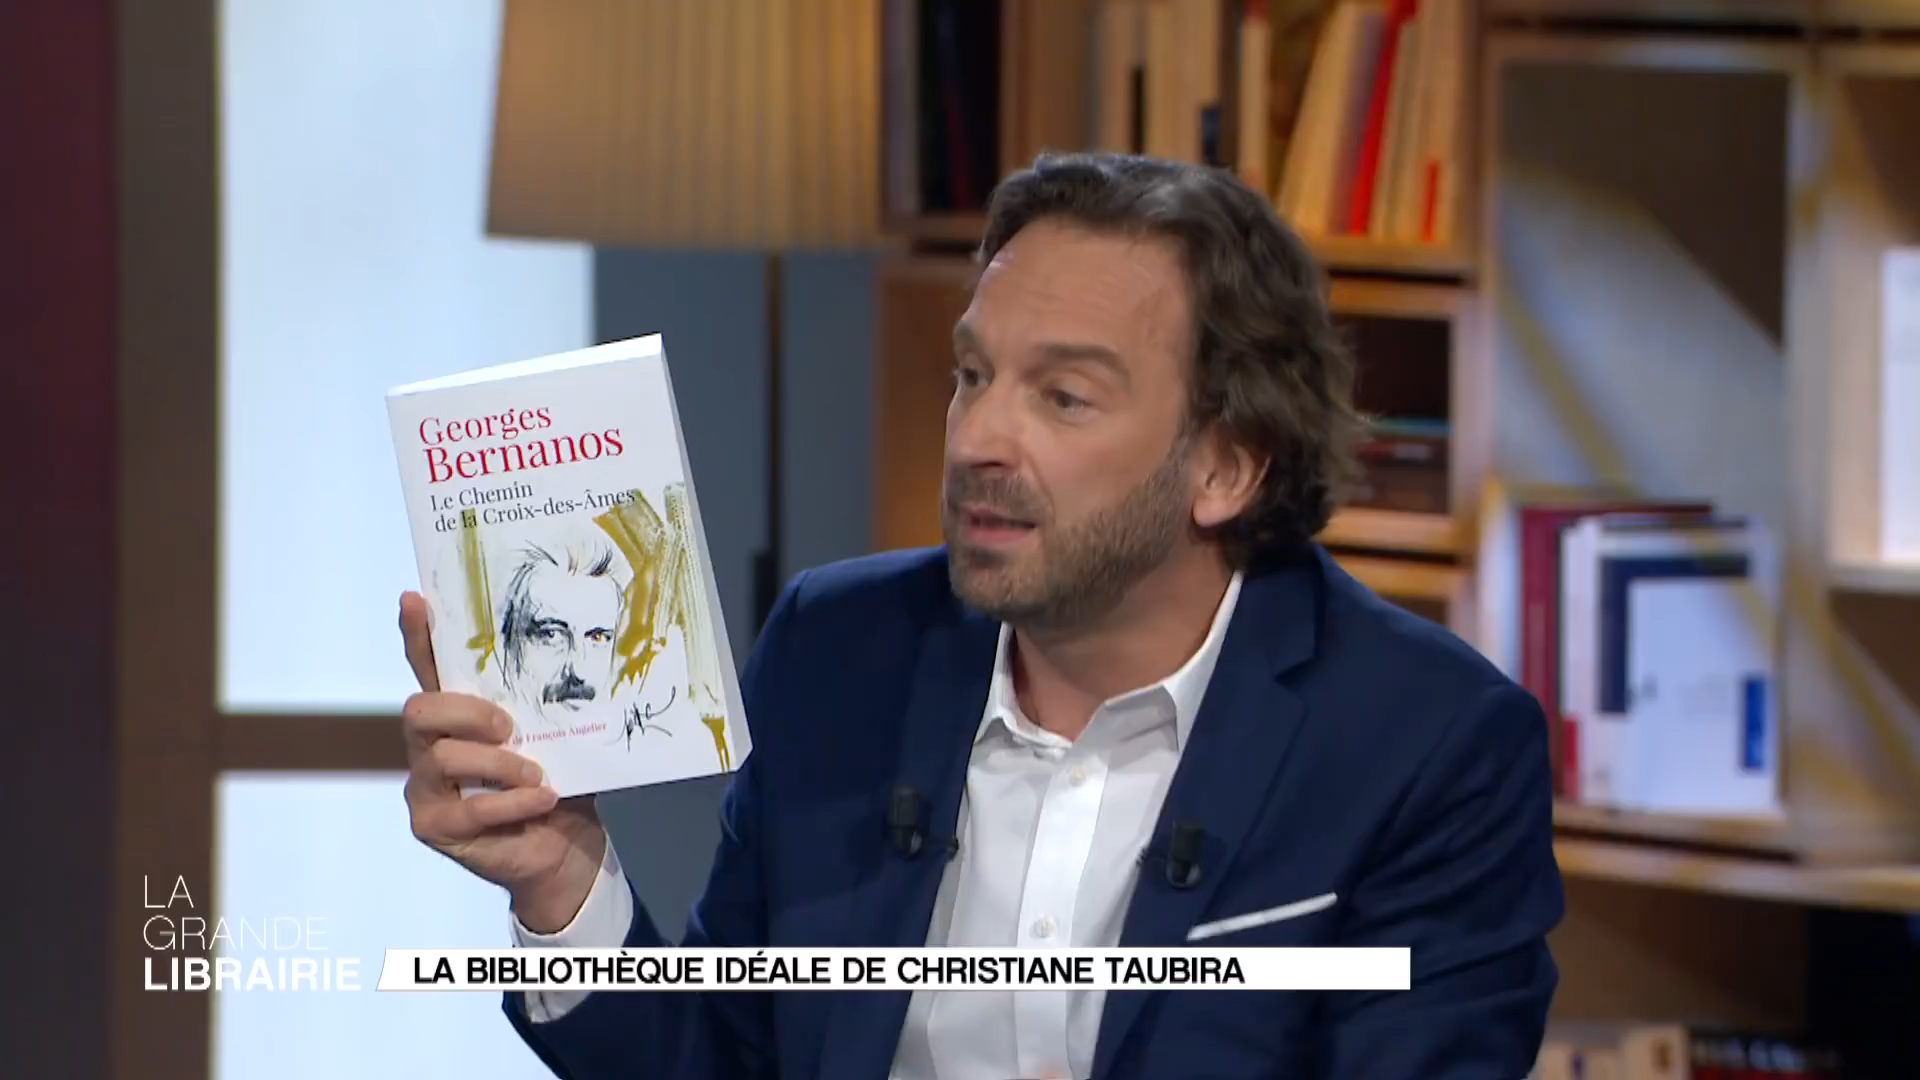 Georges
Bernanos
Le Chemin
de la Croix-des-Âmes
de François Angelier
LA
GRANDE
LIBRAIRIE
LA BIBLIOTHÈQUE IDÉALE DE CHRISTIANE TAUBIRA